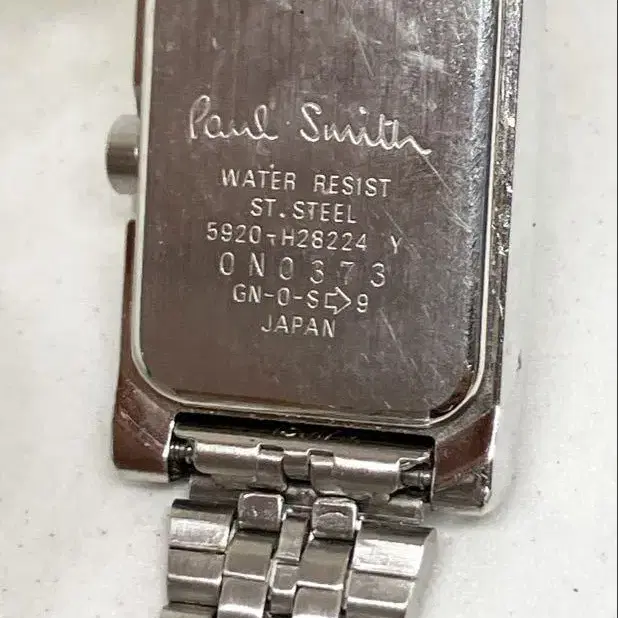 Paul Smith
WATER RESIST
ST.STEEL
5920-H28224 Y
0N0373
GN-0-S⇨9
JAPAN